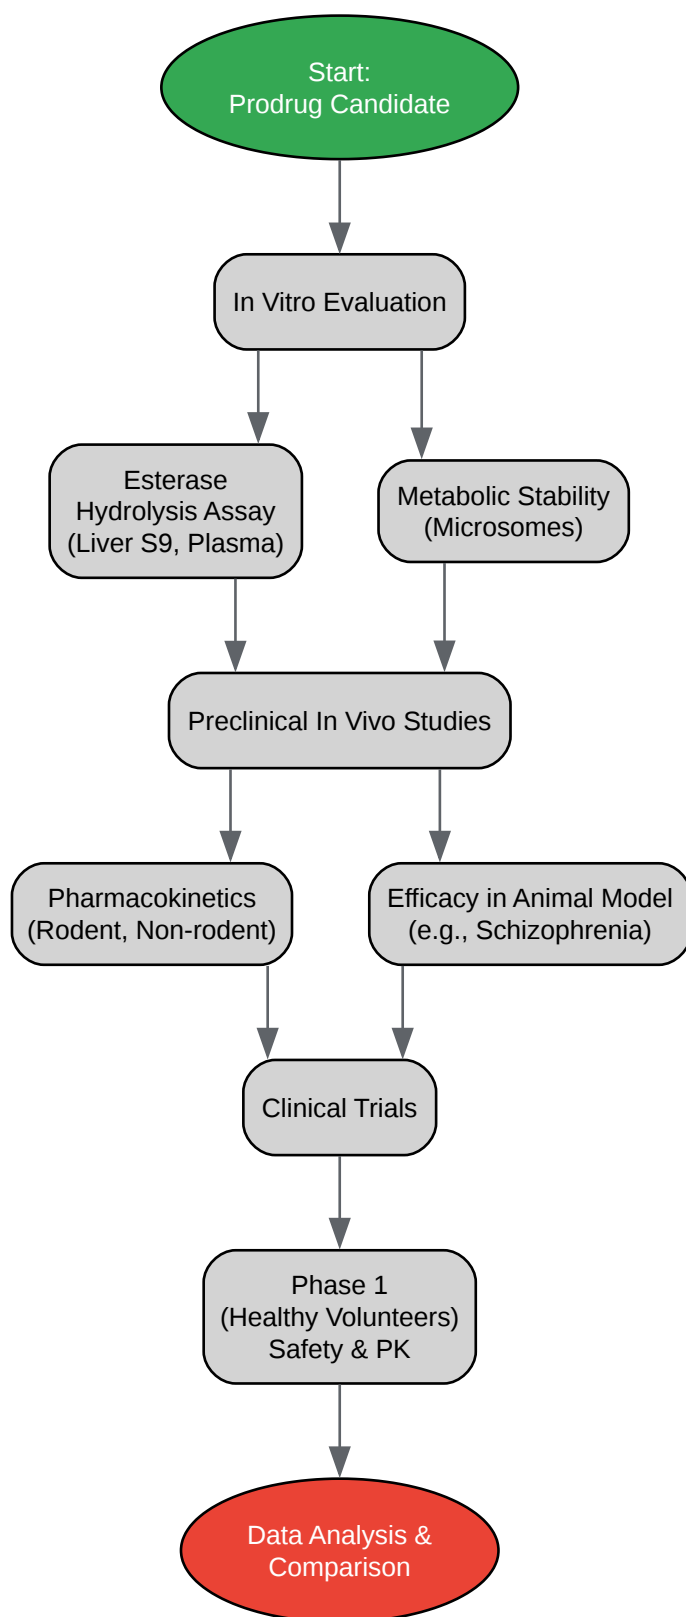 Start:
Prodrug Candidate
In Vitro Evaluation
Esterase
Hydrolysis Assay
(Liver S9, Plasma)
Metabolic Stability
(Microsomes)
Preclinical In Vivo Studies
Pharmacokinetics
(Rodent, Non-rodent)
Efficacy in Animal Model
(e.g., Schizophrenia)
Clinical Trials
Phase 1
(Healthy Volunteers)
Safety & PK
Data Analysis &
Comparison